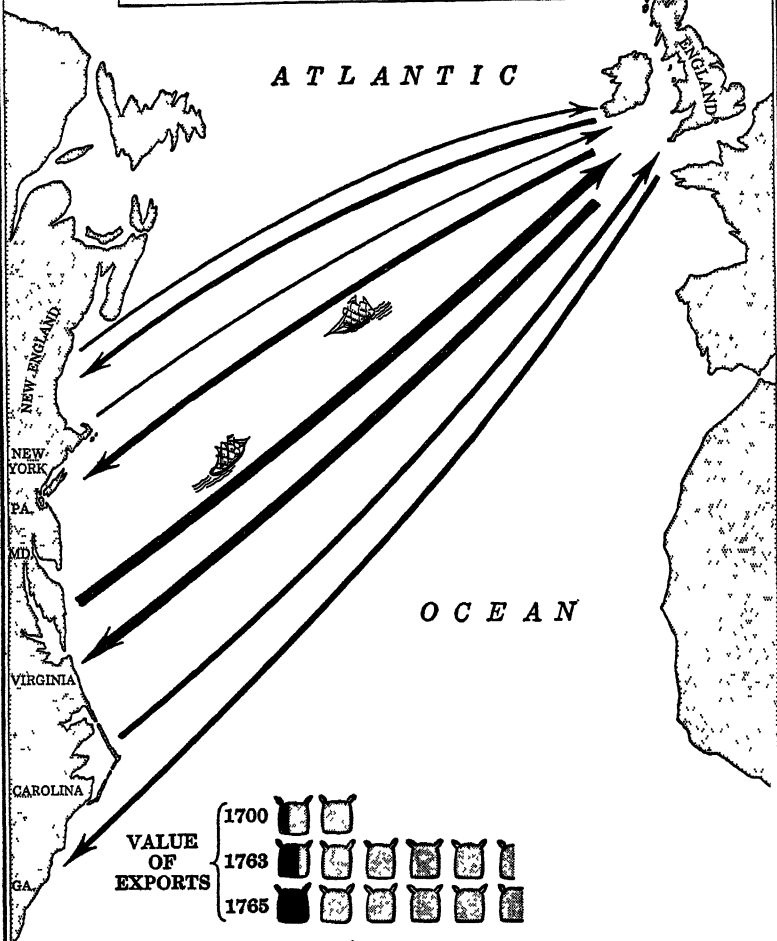 ATLANTIC
ENGLAND
NEW ENGLAND
NEW
YORK
PA.
MD.
OCEAN
VIRGINIA
CAROLINA
GA.
VALUE
OF
EXPORTS
1700
1763
1765